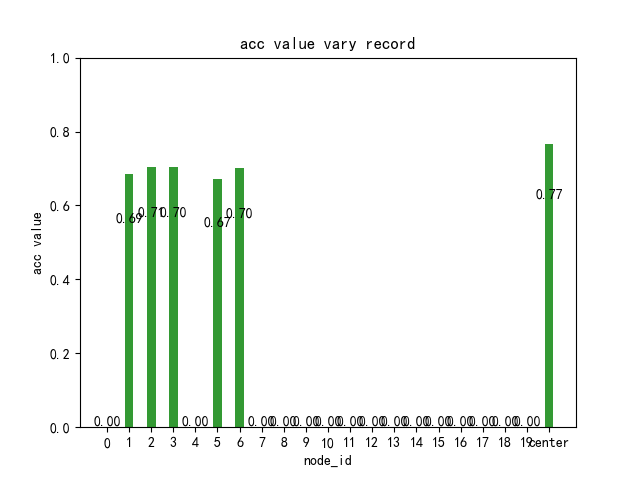 acc value vary record
1.0
0.8
0.6
0.4
0.2
0.0
acc value
0.00 0.69 0.71 0.70 0.00 0.67 0.70 0.00 0.00 0.00 0.00 0.00 0.00 0.00 0.00 0.00 0.00 0.00 0.00 0.00 0.77
0 1 2 3 4 5 6 7 8 9 10 11 12 13 14 15 16 17 18 19 center
node_id